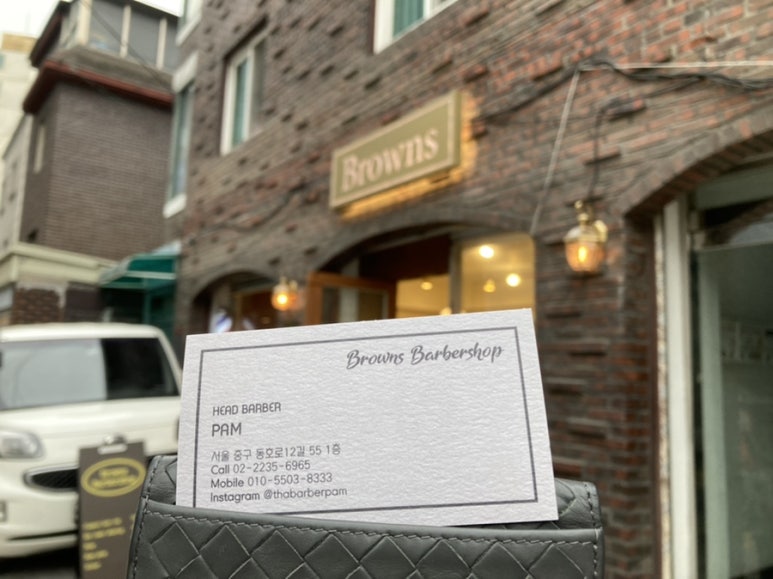 Browns
Browns Barbershop
HEAD BARBER
PAM
서울 중구 동호로12길 55 1층
Call 02-2235-6965
Mobile 010-5503-8333
Instagram @thabarberpam